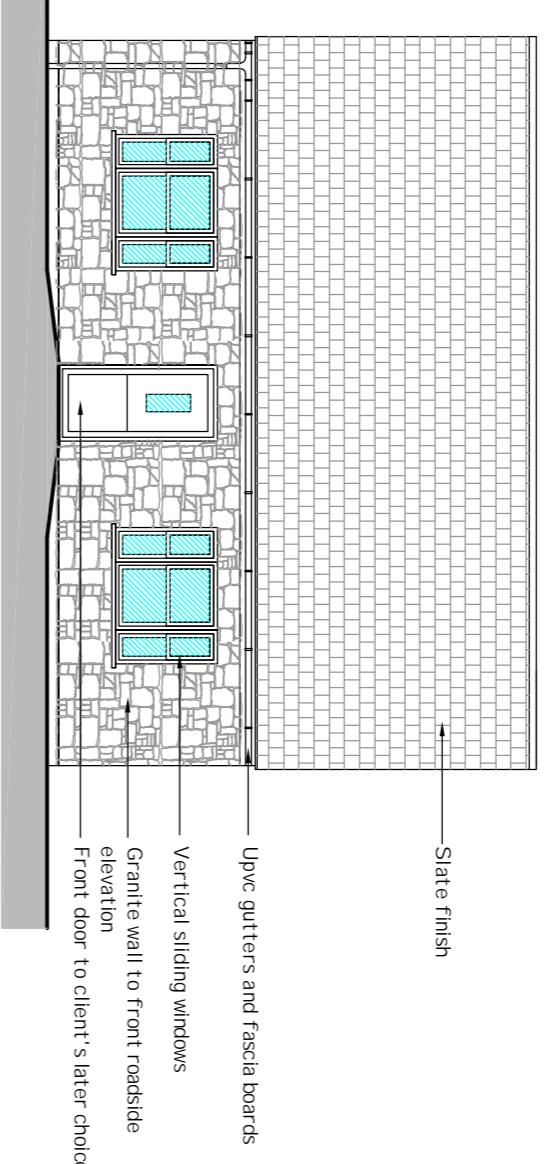 Slate finish
Upvc gutters and fascia boards
Vertical sliding windows
Granite wall to front roadside
elevation
Front door to client's later choice